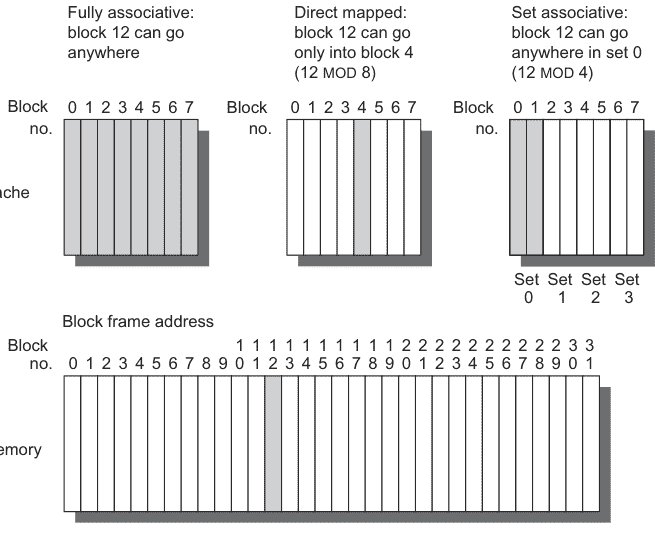 Fully associative:
block 12 can go
anywhere
Direct mapped:
block 12 can go
only into block 4
(12 MOD 8)
Set associative:
block 12 can go
anywhere in set 0
(12 MOD 4)
Block
no.
0 1 2 3 4 5 6 7
Block
no.
0 1 2 3 4 5 6 7
Block
no.
0 1 2 3 4 5 6 7
ache
Set Set Set Set
0 1 2 3
Block frame address
Block
no.
1 1 1 1 1 1 1 1 1 1 2 2 2 2 2 2 2 2 2 2 3 3
0 1 2 3 4 5 6 7 8 9 0 1 2 3 4 5 6 7 8 9 0 1 2 3 4 5 6 7 8 9 0 1
emory